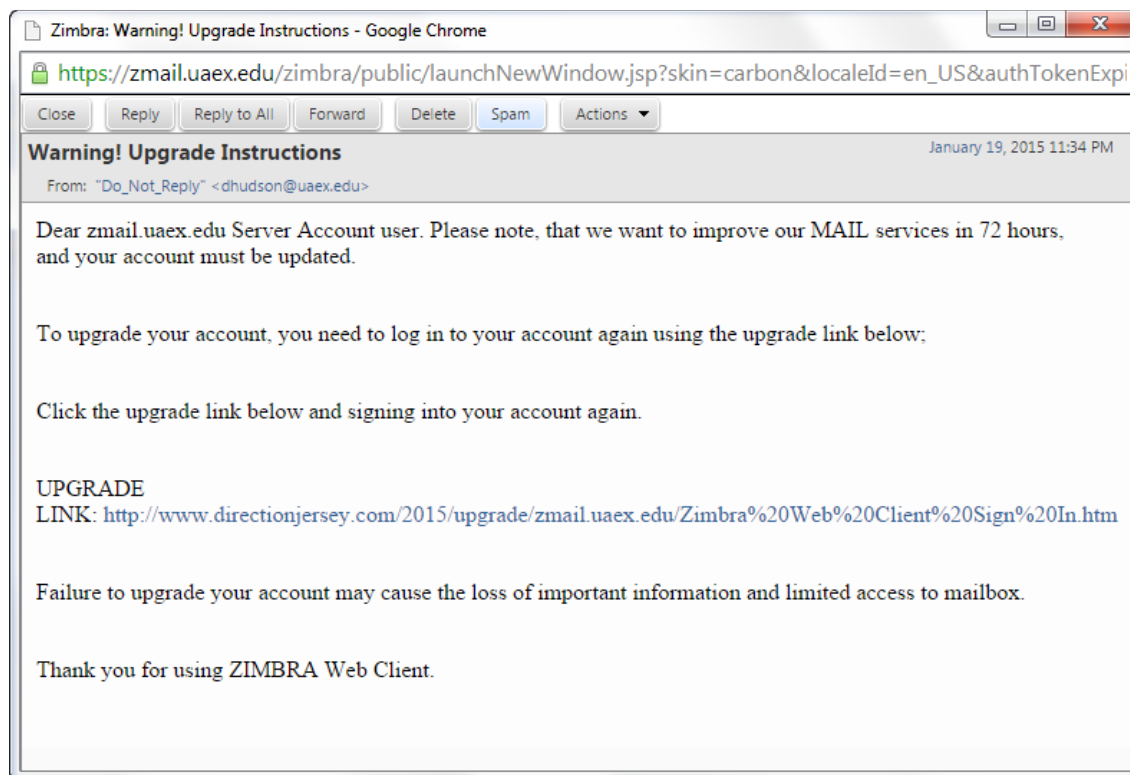 Zimbra: Warning! Upgrade Instructions - Google Chrome
https://zmail.uaex.edu/zimbra/public/launchNewWindow.jsp?skin=carbon&localeId=en_US&authTokenExpi
Close Reply Reply to All Forward Delete Spam Actions
Warning! Upgrade Instructions January 19, 2015 11:34 PM
From: "Do_Not_Reply" <dhudson@uaex.edu>
Dear zmail.uaex.edu Server Account user. Please note, that we want to improve our MAIL services in 72 hours,
and your account must be updated.
To upgrade your account, you need to log in to your account again using the upgrade link below;
Click the upgrade link below and signing into your account again.
UPGRADE
LINK: http://www.directionjersey.com/2015/upgrade/zmail.uaex.edu/Zimbra%20Web%20Client%20Sign%20In.htm
Failure to upgrade your account may cause the loss of important information and limited access to mailbox.
Thank you for using ZIMBRA Web Client.